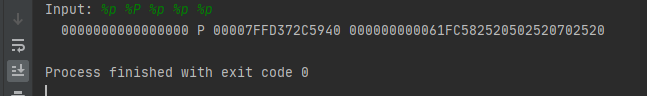 Input: %p %P %p %p %p
0000000000000000 P 00007FFD372C5940 000000000061FC582520502520702520
Process finished with exit code 0